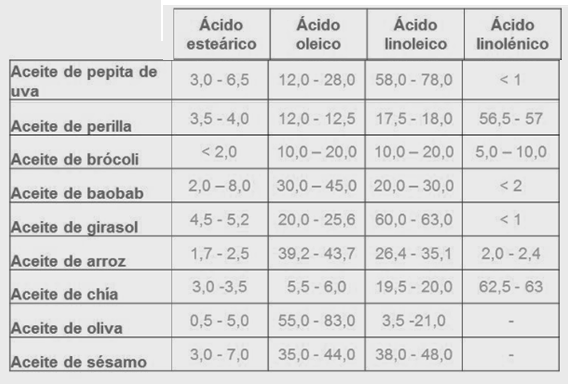 Ácido esteárico Ácido oleico Ácido linoleico Ácido linolénico
Aceite de pepita de uva 3,0 - 6,5 12,0 - 28,0 58,0 - 78,0 < 1
Aceite de perilla 3,5 - 4,0 12,0 - 12,5 17,5 - 18,0 56,5 - 57
Aceite de brócoli < 2,0 10,0 – 20,0 10,0 – 20,0 5,0 – 10,0
Aceite de baobab 2,0 – 8,0 30,0 – 45,0 20,0 – 30,0 < 2
Aceite de girasol 4,5 - 5,2 20,0 - 25,6 60,0 - 63,0 < 1
Aceite de arroz 1,7 - 2,5 39,2 - 43,7 26,4 - 35,1 2,0 - 2,4
Aceite de chía 3,0 -3,5 5,5 - 6,0 19,5 - 20,0 62,5 - 63
Aceite de oliva 0,5 - 5,0 55,0 - 83,0 3,5 -21,0 -
Aceite de sésamo 3,0 - 7,0 35,0 - 44,0 38,0 - 48,0 -